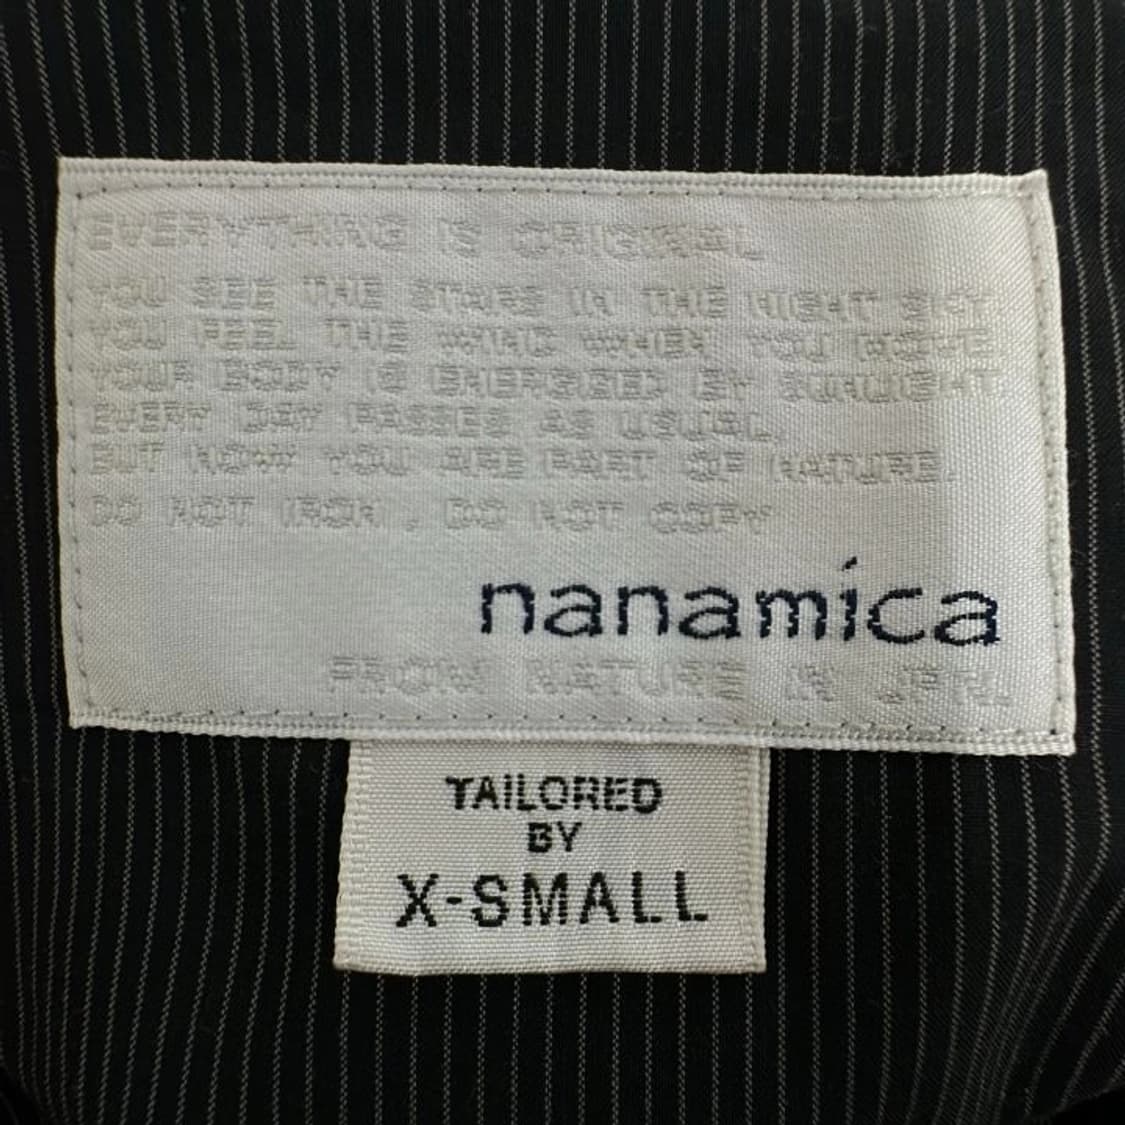 EVERYTHING IS ORIGINAL
YOU SEE THE STARS IN THE NIGHT SKY.
YOU FEEL THE WIND WHEN YOU MOVE.
YOUR BODY IS ENERGISED BY SUNLIGHT.
EVERY DAY PASSES AS USUAL,
BUT NOW YOU ARE PART OF NATURE.
DO NOT IRON, DO NOT COPY
nanamica
FROM NATURE IN JPN.
TAILORED
BY
X-SMALL